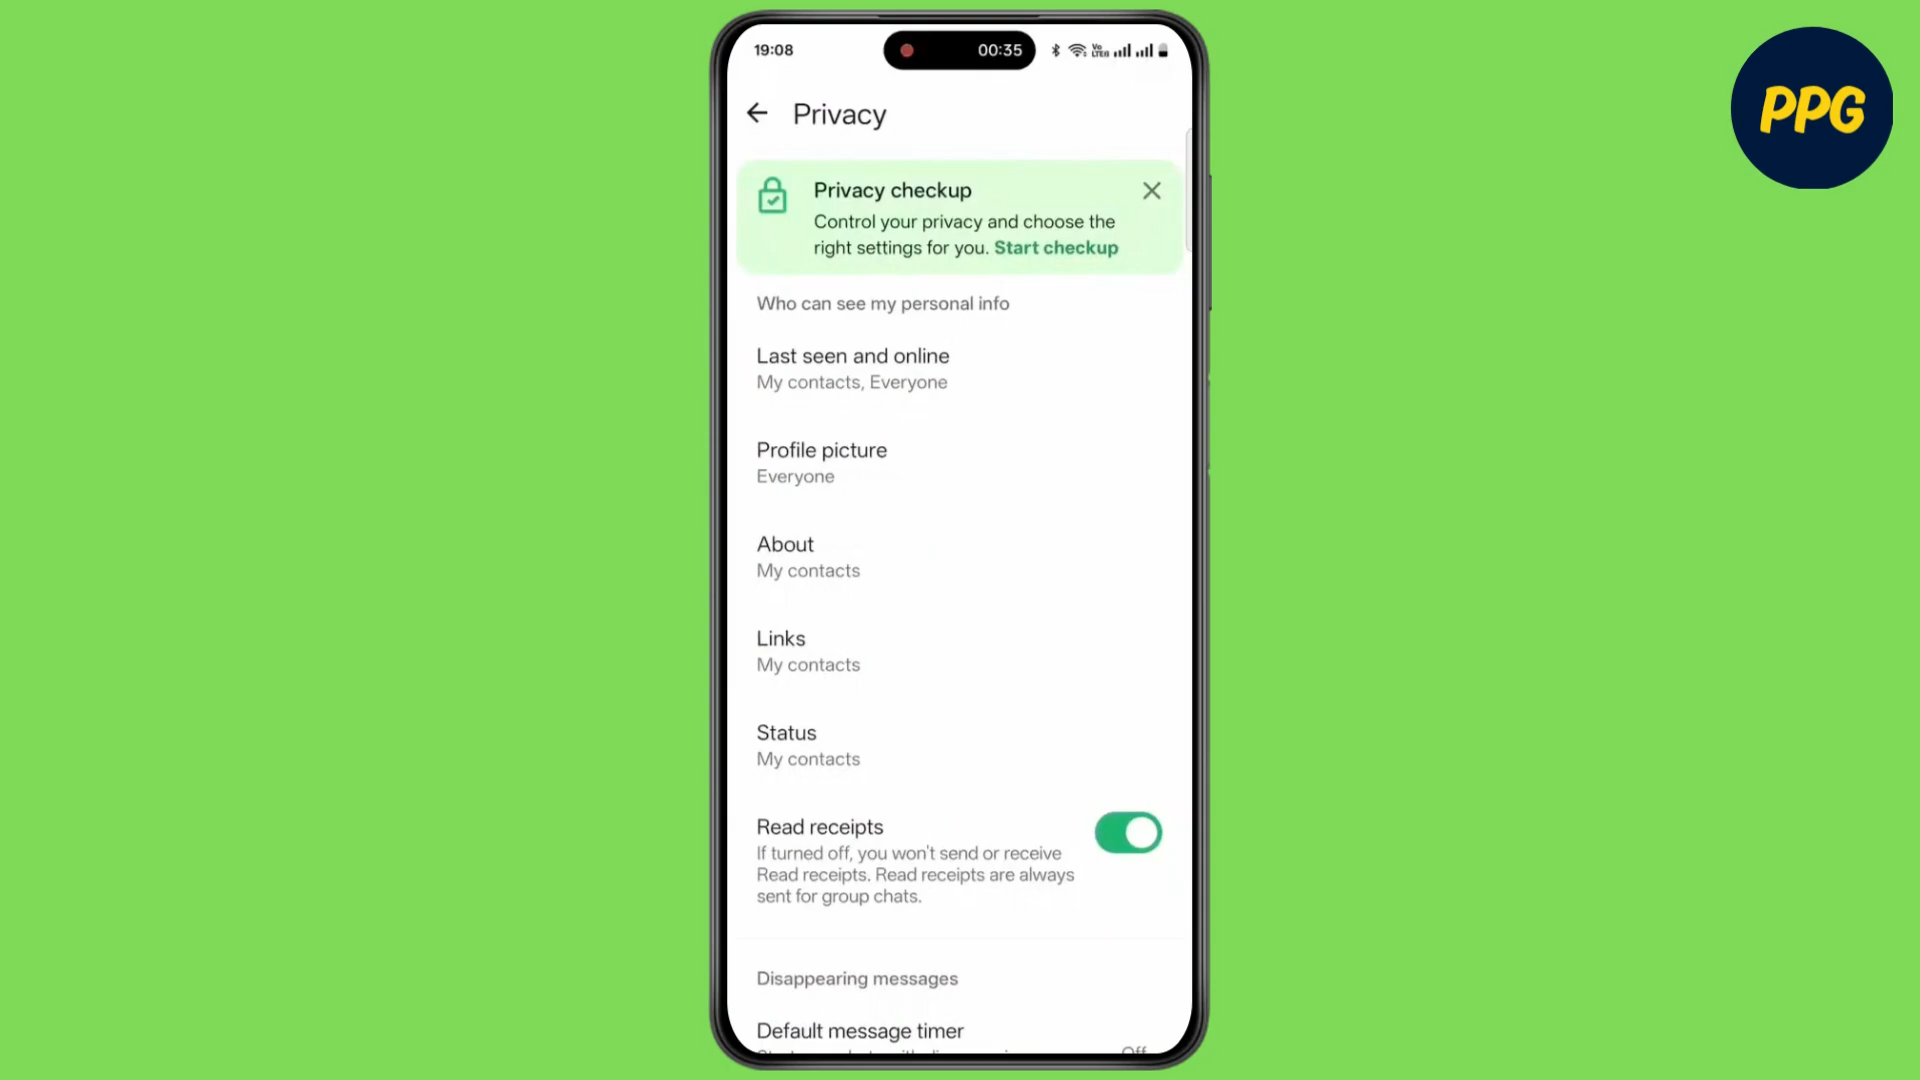 19:08
00:35
Vo
LTE
PPG
Privacy
Privacy checkup
Control your privacy and choose the
right settings for you. Start checkup
Who can see my personal info
Last seen and online
My contacts, Everyone
Profile picture
Everyone
About
My contacts
Links
My contacts
Status
My contacts
Read receipts
If turned off, you won't send or receive
Read receipts. Read receipts are always
sent for group chats.
Disappearing messages
Default message timer
Off